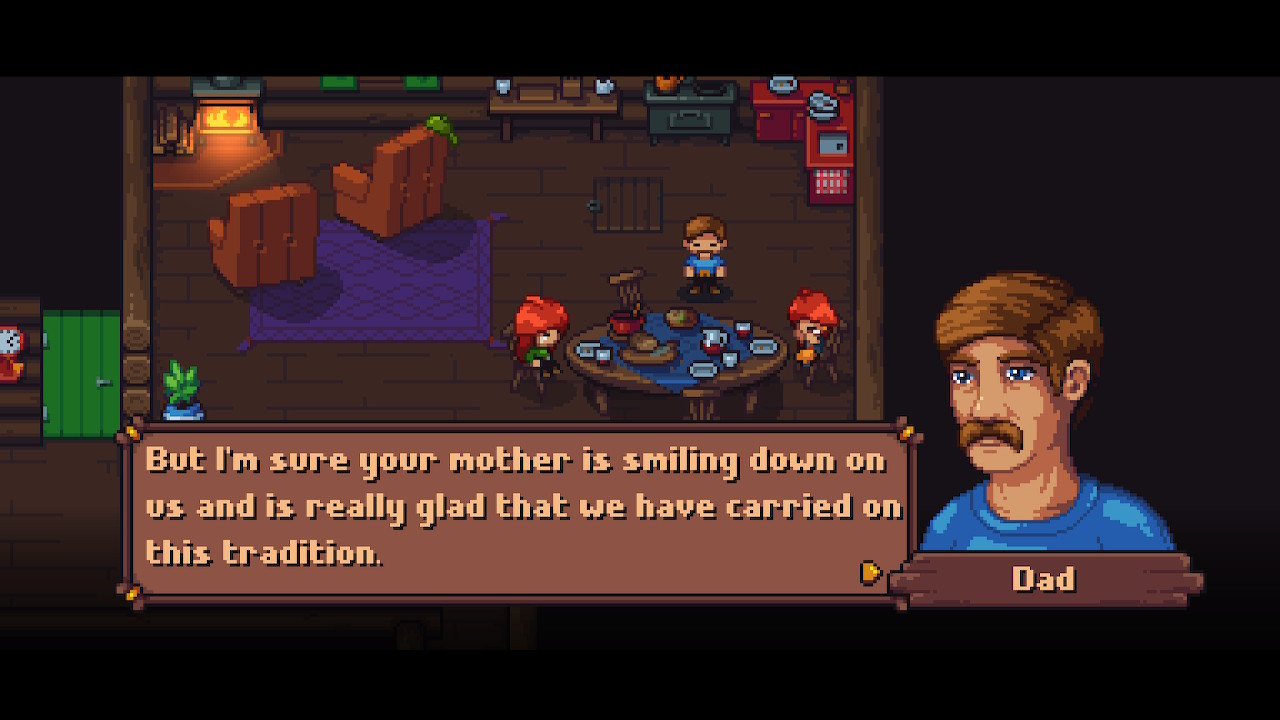 But I'm sure your mother is smiling down on
us and is really glad that we have carried on
this tradition.
Dad